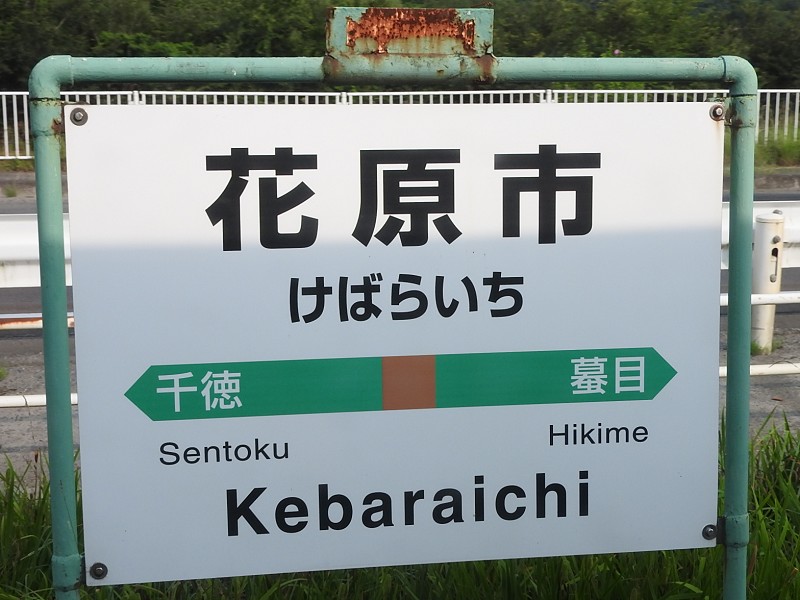 花原市
けばらいち
千徳 蟇目
Sentoku Hikime
Kebaraichi